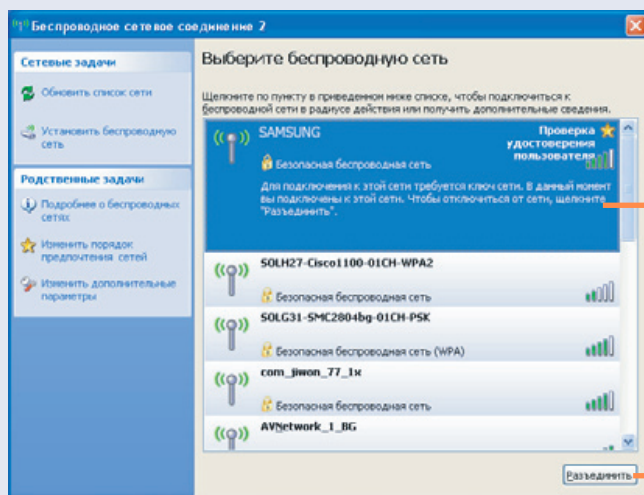 Беспроводное сетевое соединение 2
Сетевые задачи
Обновить список сети
Установить беспроводную
сеть
Родственные задачи
Подробнее о беспроводных
сетях
Изменить порядок
предпочтения сетей
Изменить дополнительные
параметры
Выберите беспроводную сеть
Щелкните по пункту в приведенном ниже списке, чтобы подключиться к
беспроводной сети в радиусе действия или получить дополнительные сведения.
SAMSUNG
Проверка
удостоверения
пользователя
Безопасная беспроводная сеть
Для подключения к этой сети требуется ключ сети. В данный момент
вы подключены к этой сети. Чтобы отключиться от сети, щелкните
"Разъединить".
SOLH27-Cisco1100-01CH-WPA2
Безопасная беспроводная сеть
SOLG31-SMC2804bg-01CH-PSK
Безопасная беспроводная сеть (WPA)
com_jiwon_77_1x
Безопасная беспроводная сеть
AVNetwork_1_BG
Разъединить